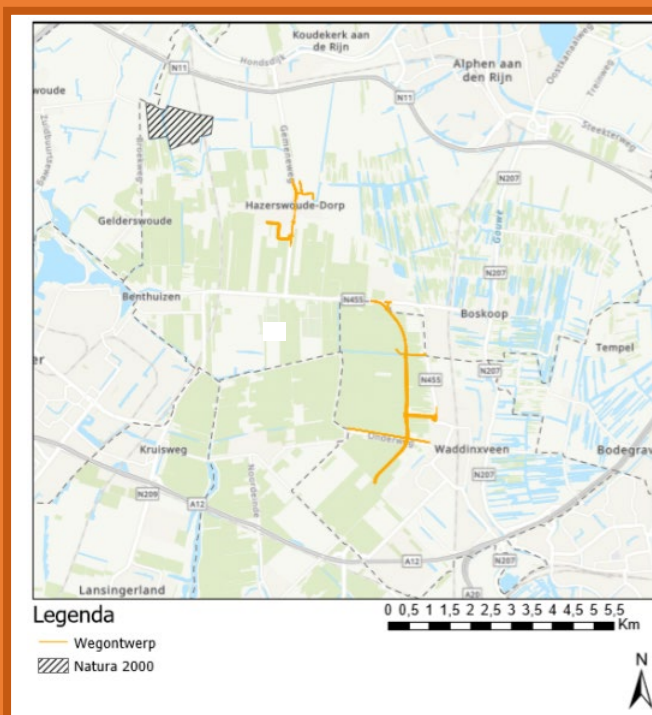 Koudekerk aan
de Rijn
N11
Hondsdijk
Alphen aan
den Rijn
Oostkanaalweg
Treinweg
woude
N11
Steekterweg
Gemeneweg
N207
Hazerswoude-Dorp
Gouwe
Gelderswoude
N207
Benthuizen
N455
Boskoop
Tempel
er
N207
N455
Onderweg
Waddinxveen
Kruisweg
Bodegrav
Noordeinde
N207
N209
A12
A12
N207
Lansingerland
A20
Legenda
0 0,5 1 1,5 2 2,5 3 3,5 4 4,5 5 5,5
Km
Wegontwerp
Natura 2000
N